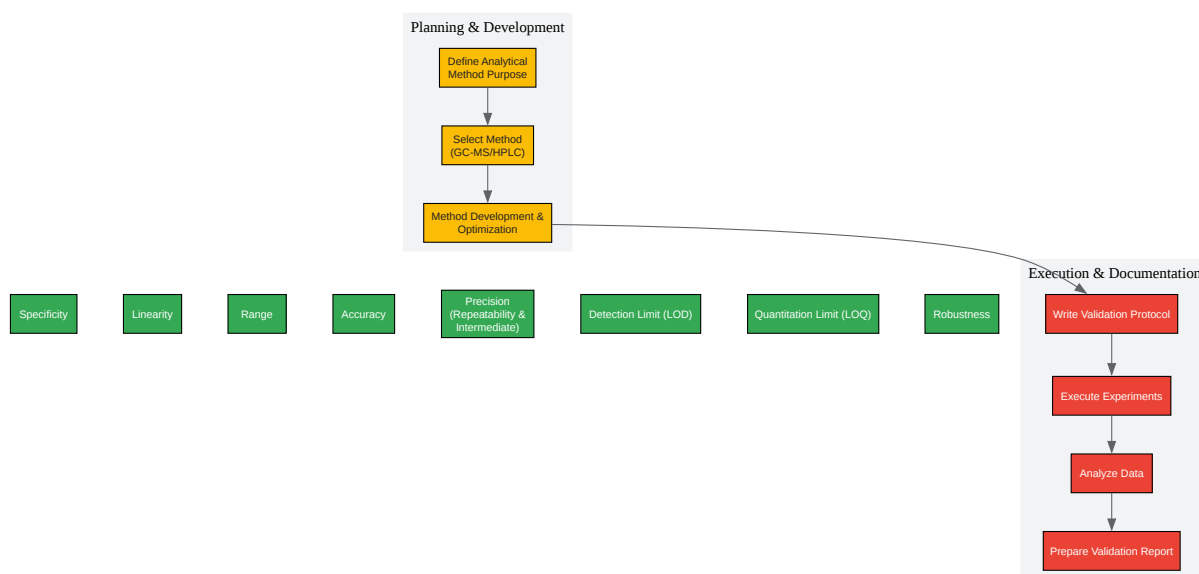 Planning & Development
Define Analytical
Method Purpose
Select Method
(GC-MS/HPLC)
Method Development &
Optimization
Specificity
Linearity
Range
Accuracy
Precision
(Repeatability &
Intermediate)
Detection Limit (LOD)
Quantitation Limit (LOQ)
Robustness
Execution & Documentation
Write Validation Protocol
Execute Experiments
Analyze Data
Prepare Validation Report